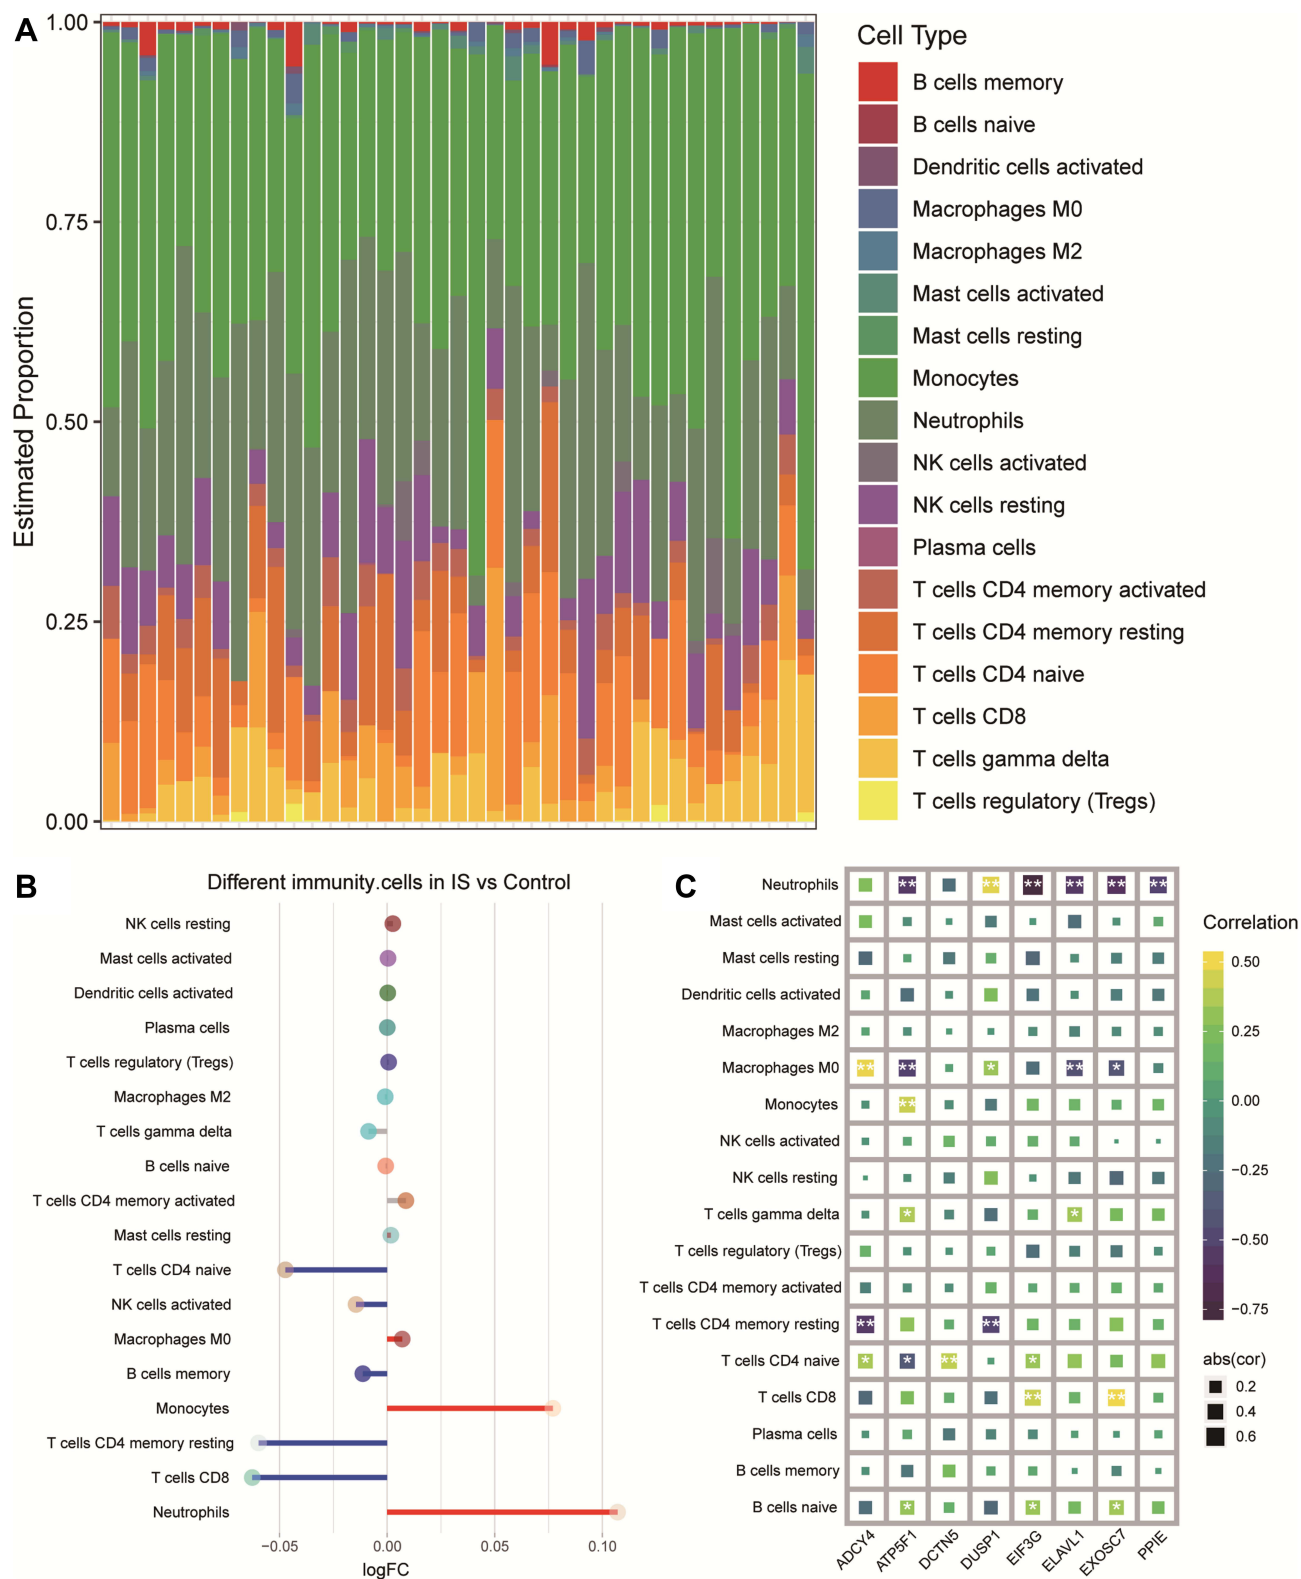 A
1.00
0.75
0.50
0.25
0.00
Estimated Proportion
Cell Type
B cells memory
B cells naive
Dendritic cells activated
Macrophages M0
Macrophages M2
Mast cells activated
Mast cells resting
Monocytes
Neutrophils
NK cells activated
NK cells resting
Plasma cells
T cells CD4 memory activated
T cells CD4 memory resting
T cells CD4 naive
T cells CD8
T cells gamma delta
T cells regulatory (Tregs)
B
Different immunity.cells in IS vs Control
NK cells resting
Mast cells activated
Dendritic cells activated
Plasma cells
T cells regulatory (Tregs)
Macrophages M2
T cells gamma delta
B cells naive
T cells CD4 memory activated
Mast cells resting
T cells CD4 naive
NK cells activated
Macrophages M0
B cells memory
Monocytes
T cells CD4 memory resting
T cells CD8
Neutrophils
−0.05 0.00 0.05 0.10
logFC
C
Neutrophils ** ** ** ** ** **
Mast cells activated
Mast cells resting
Dendritic cells activated
Macrophages M2
Macrophages M0 ** ** * ** *
Monocytes **
NK cells activated
NK cells resting
T cells gamma delta * *
T cells regulatory (Tregs)
T cells CD4 memory activated
T cells CD4 memory resting ** **
T cells CD4 naive * * ** *
T cells CD8 ** **
Plasma cells
B cells memory
B cells naive * * *
ADCY4 ATP5F1 DCTN5 DUSP1 EIF3G ELAVL1 EXOSC7 PPIE
Correlation
0.50
0.25
0.00
−0.25
−0.50
−0.75
abs(cor)
0.2
0.4
0.6